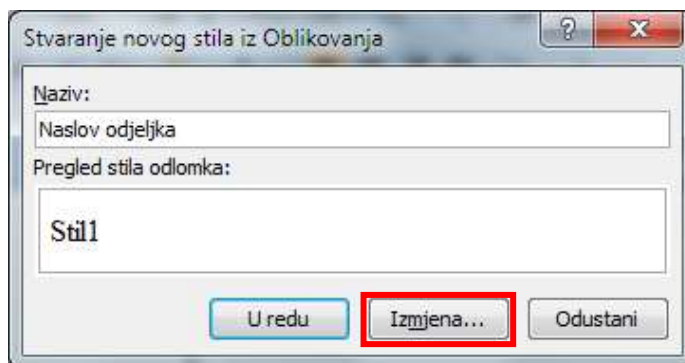 Stvaranje novog stila iz Oblikovanja
?
X
Naziv:
Naslov odjeljka
Pregled stila odlomka:
Stil1
U redu Izmjena... Odustani